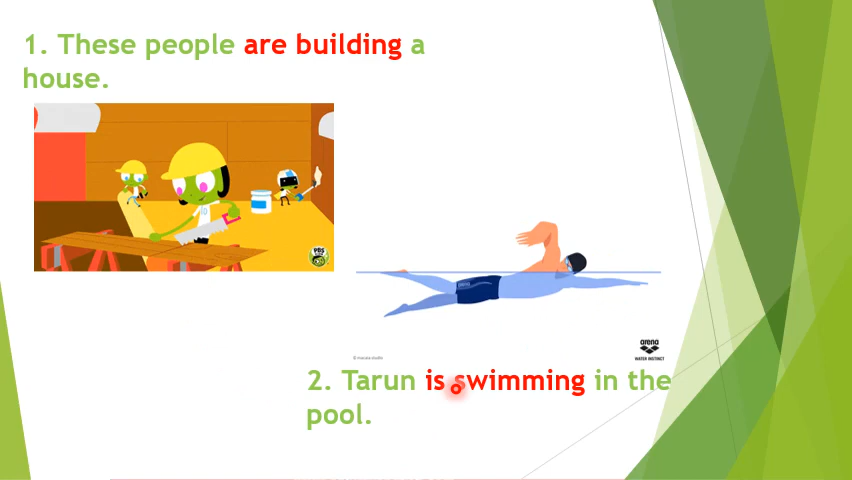 1. These people are building a
house.
PBS
arena
WATER INSTINCT
2. Tarun is swimming in the
pool.